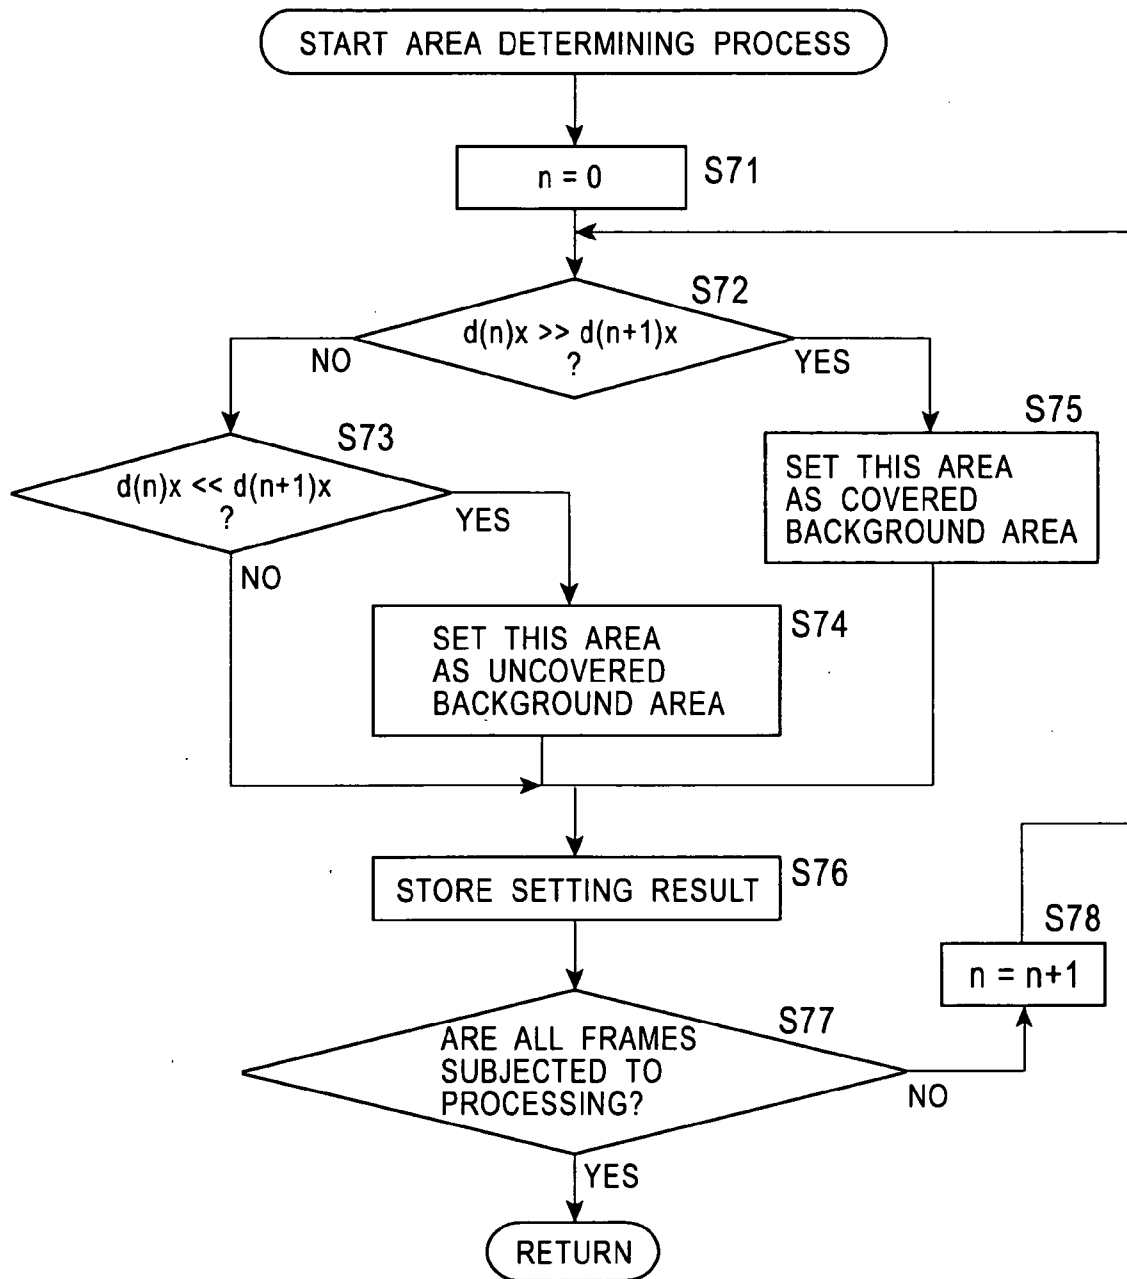 START AREA DETERMINING PROCESS
n = 0
S71
S72
d(n)x >> d(n+1)x
?
NO
YES
S73
d(n)x << d(n+1)x
?
YES
NO
S75
SET THIS AREA
AS COVERED
BACKGROUND AREA
S74
SET THIS AREA
AS UNCOVERED
BACKGROUND AREA
STORE SETTING RESULT
S76
S78
n = n+1
S77
ARE ALL FRAMES
SUBJECTED TO
PROCESSING?
NO
YES
RETURN